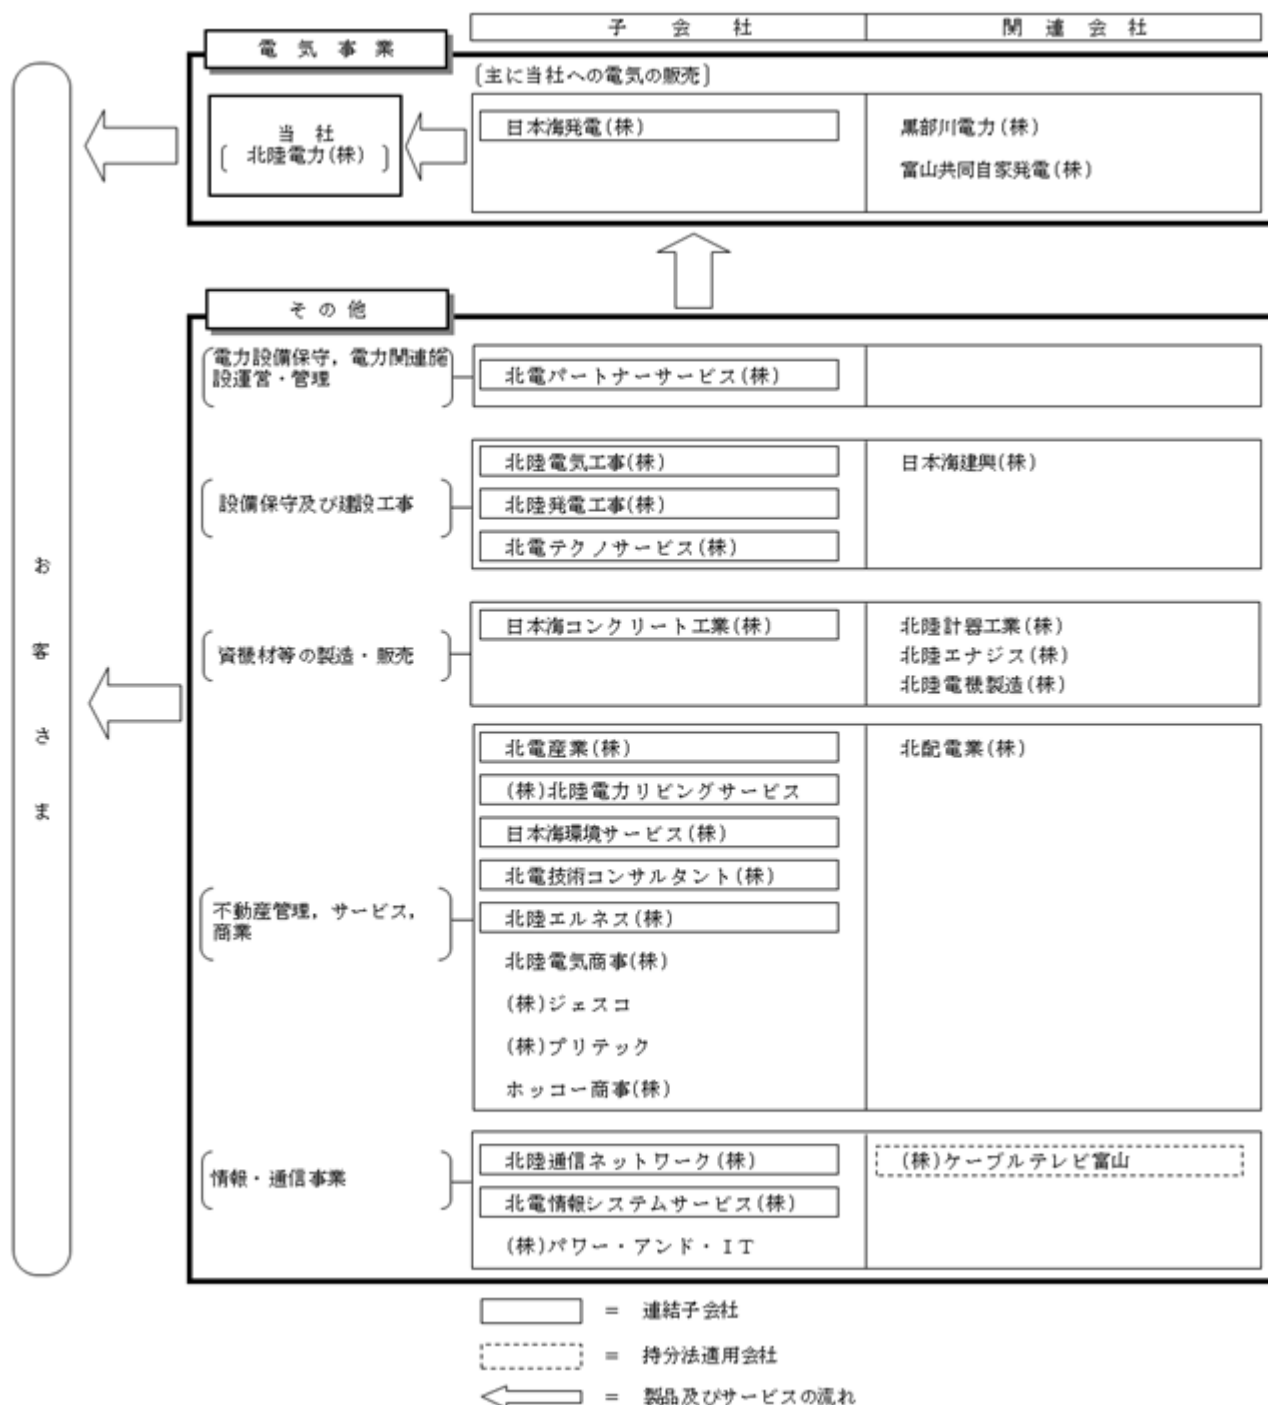 子会社 関連会社
電気事業
〔主に当社への電気の販売〕
当社
〔北陸電力(株)〕
日本海発電(株)
黒部川電力(株)
富山共同自家発電(株)
その他
電力設備保守，電力関連施
設運営・管理
北電パートナーサービス(株)
設備保守及び建設工事
北陸電気工事(株)
北陸発電工事(株)
北電テクノサービス(株)
日本海建興(株)
資機材等の製造・販売
日本海コンクリート工業(株)
北陸計器工業(株)
北陸エナジス(株)
北陸電機製造(株)
不動産管理，サービス，
商業
北電産業(株)
(株)北陸電力リビングサービス
日本海環境サービス(株)
北電技術コンサルタント(株)
北陸エルネス(株)
北陸電気商事(株)
(株)ジェスコ
(株)プリテック
ホッコー商事(株)
北配電業(株)
情報・通信事業
北陸通信ネットワーク(株)
北電情報システムサービス(株)
(株)パワー・アンド・ＩＴ
(株)ケーブルテレビ富山
お客さま
＝ 連結子会社
＝ 持分法適用会社
＝ 製品及びサービスの流れ